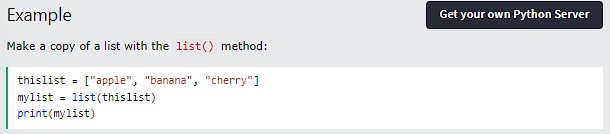 Example
Get your own Python Server
Make a copy of a list with the list() method:
thislist = ["apple", "banana", "cherry"]
mylist = list(thislist)
print(mylist)